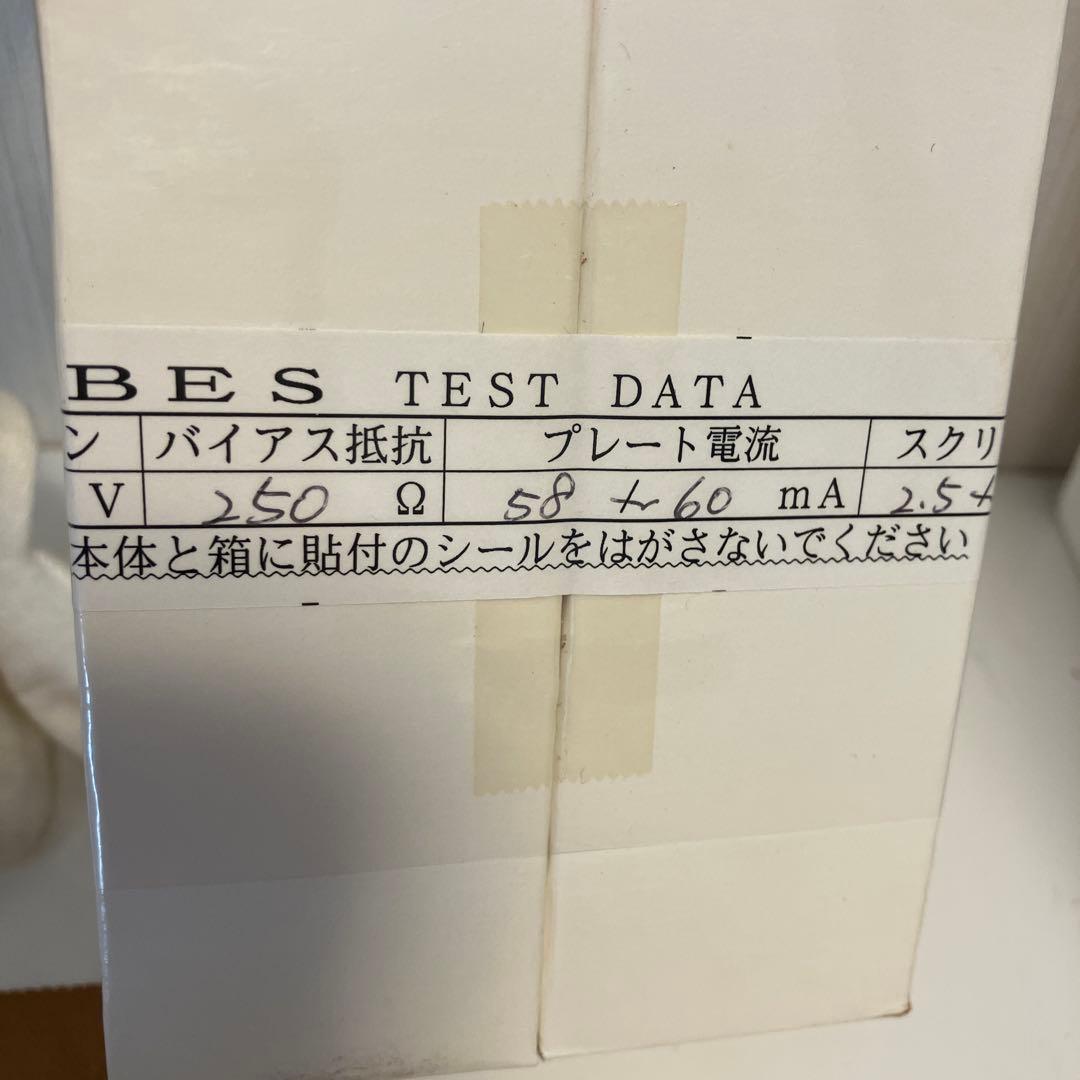 BES TEST DATA
ン バイアス抵抗 プレート電流 スクリ
V 250 Ω 58 + 60 mA 2.5+
本体と箱に貼付のシールをはがさないでください